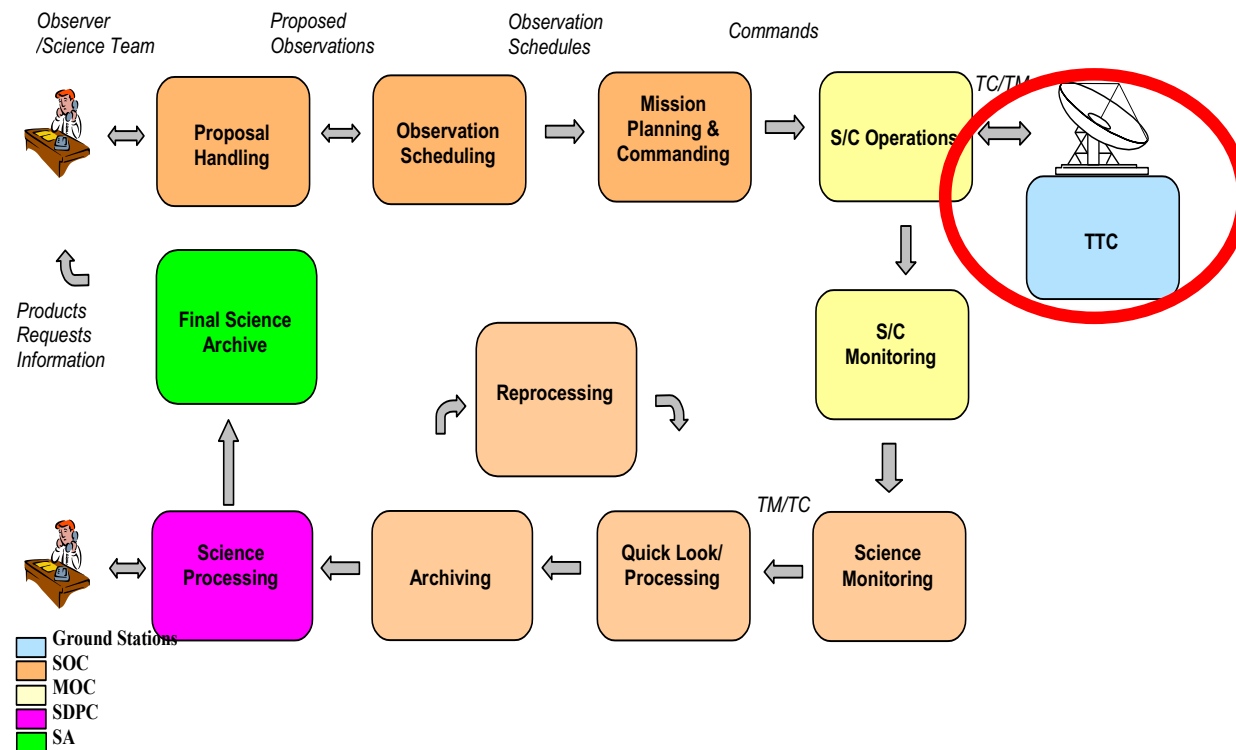 Observer
/Science Team
Proposed
Observations
Observation
Schedules
Commands
TC/TM
Proposal
Handling
Observation
Scheduling
Mission
Planning &
Commanding
S/C Operations
TTC
Products
Requests
Information
Final Science
Archive
Reprocessing
S/C
Monitoring
TM/TC
Science
Processing
Archiving
Quick Look/
Processing
Science
Monitoring
Ground Stations
SOC
MOC
SDPC
SA